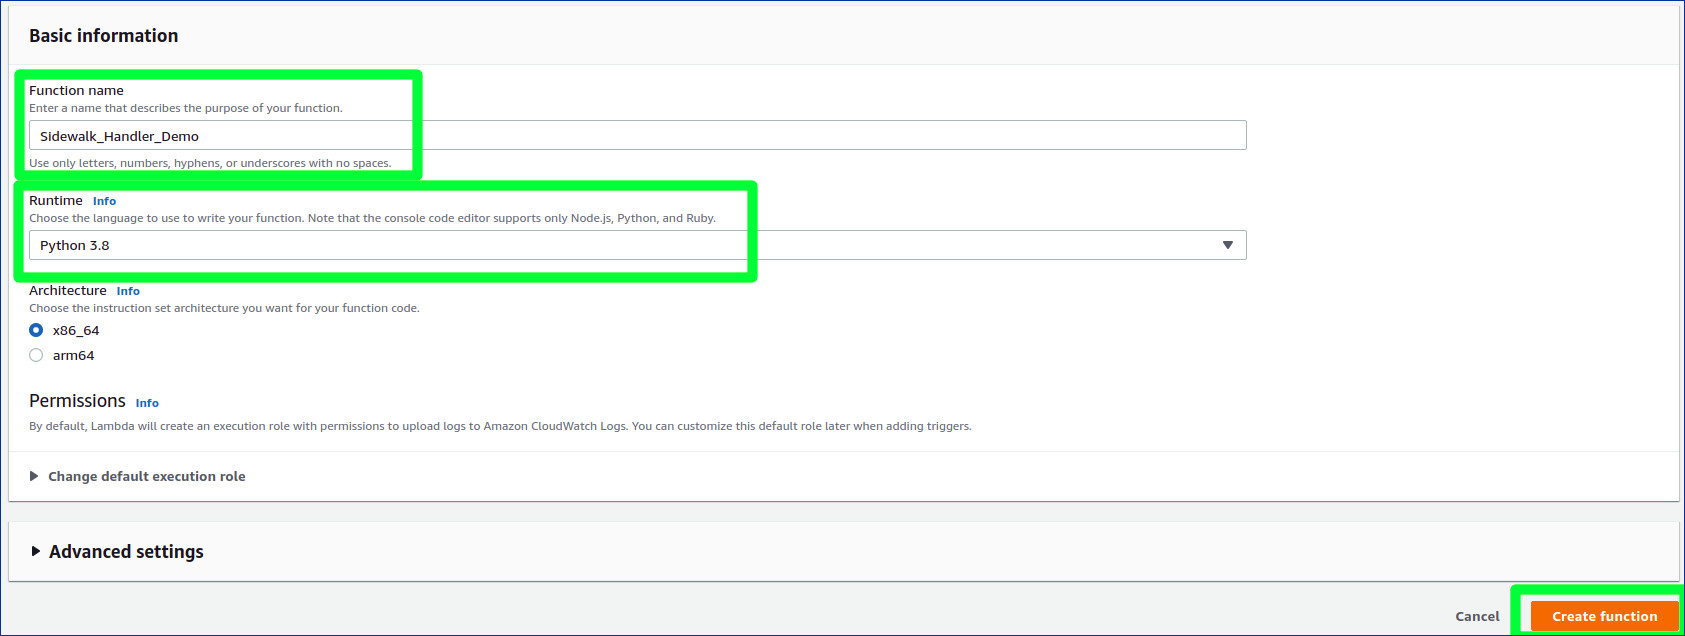 Basic information
Function name
Enter a name that describes the purpose of your function.
Sidewalk_Handler_Demo
Use only letters, numbers, hyphens, or underscores with no spaces.
Runtime Info
Choose the language to use to write your function. Note that the console code editor supports only Node.js, Python, and Ruby.
Python 3.8
Architecture Info
Choose the instruction set architecture you want for your function code.
x86_64
arm64
Permissions Info
By default, Lambda will create an execution role with permissions to upload logs to Amazon CloudWatch Logs. You can customize this default role later when adding triggers.
Change default execution role
Advanced settings
Cancel Create function